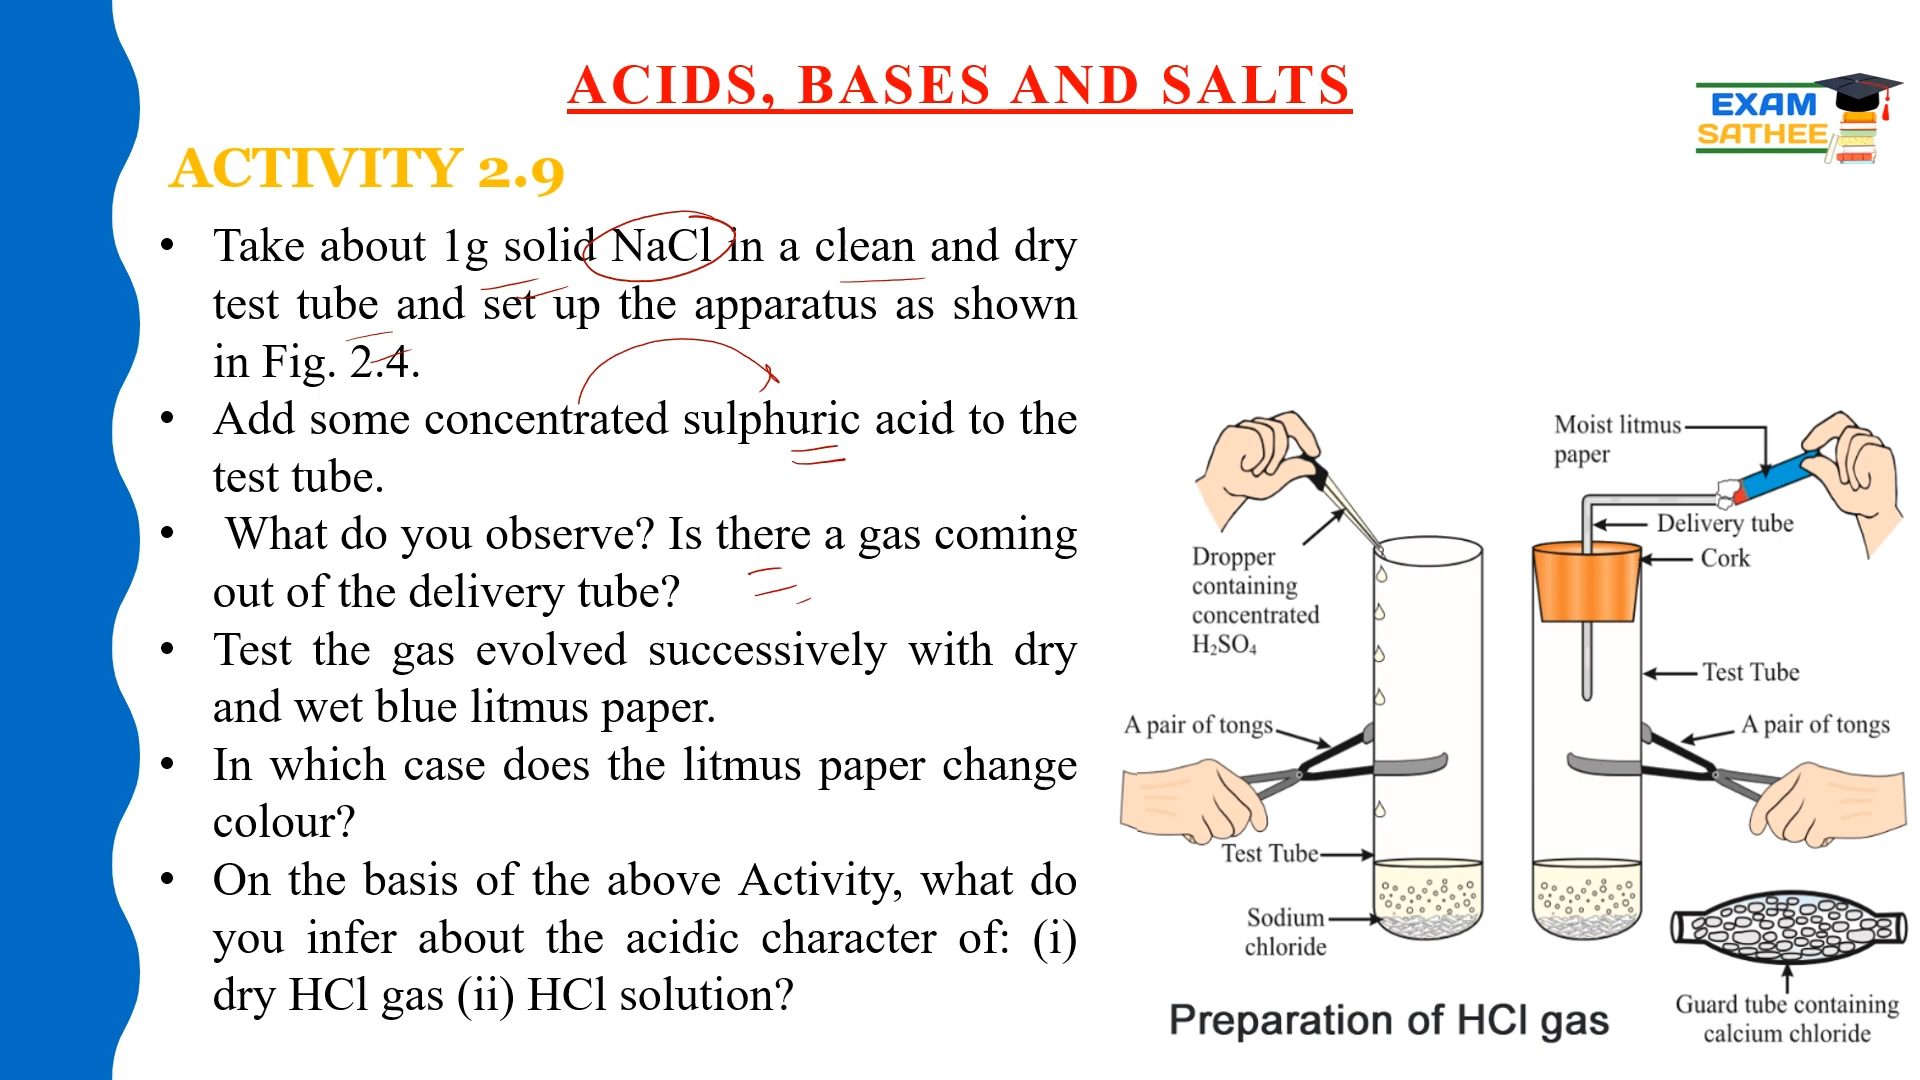 ACIDS, BASES AND SALTS
EXAM
SATHEE
ACTIVITY 2.9
• Take about 1g solid NaCl in a clean and dry
test tube and set up the apparatus as shown
in Fig. 2.4.
• Add some concentrated sulphuric acid to the
test tube.
• What do you observe? Is there a gas coming
out of the delivery tube?
• Test the gas evolved successively with dry
and wet blue litmus paper.
• In which case does the litmus paper change
colour?
• On the basis of the above Activity, what do
you infer about the acidic character of: (i)
dry HCl gas (ii) HCl solution?
Dropper
containing
concentrated
H₂SO₄
A pair of tongs
Test Tube
Sodium
chloride
Moist litmus
paper
Delivery tube
Cork
Test Tube
A pair of tongs
Guard tube containing
calcium chloride
Preparation of HCl gas